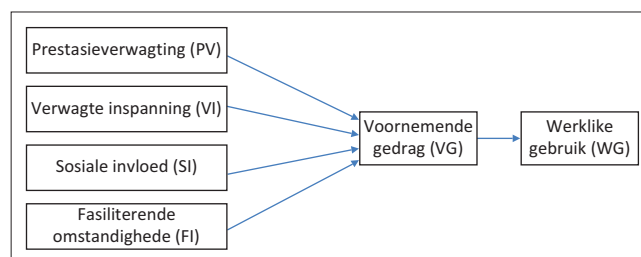 Prestasieverwagting (PV)
Verwagte inspanning (VI)
Sosiale invloed (SI)
Fasiliterende
omstandighede (FI)
Voornemende
gedrag (VG)
Werklike
gebruik (WG)